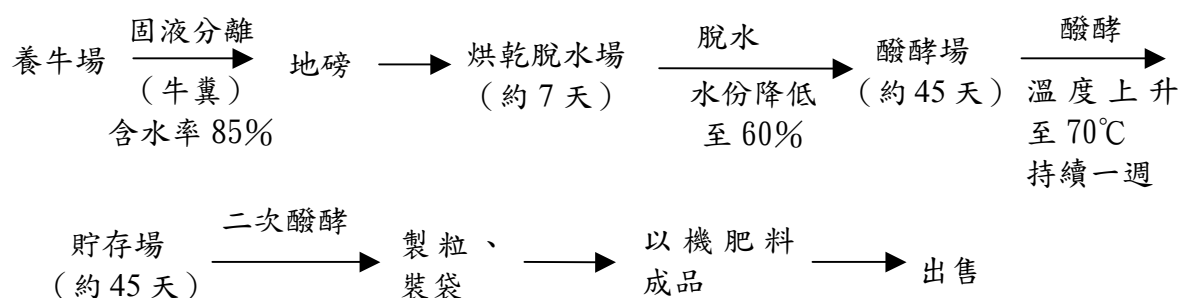 養牛場 固液分離 地磅 烘乾脫水場 脫水 醱酵場 醱酵
（牛糞） （約 7 天） 水份降低 （約 45 天） 溫度上升
含水率 85% 至 60% 至 70℃
持續一週
貯存場 二次醱酵 製粒、 以機肥料 出售
（約 45 天） 裝袋 成品